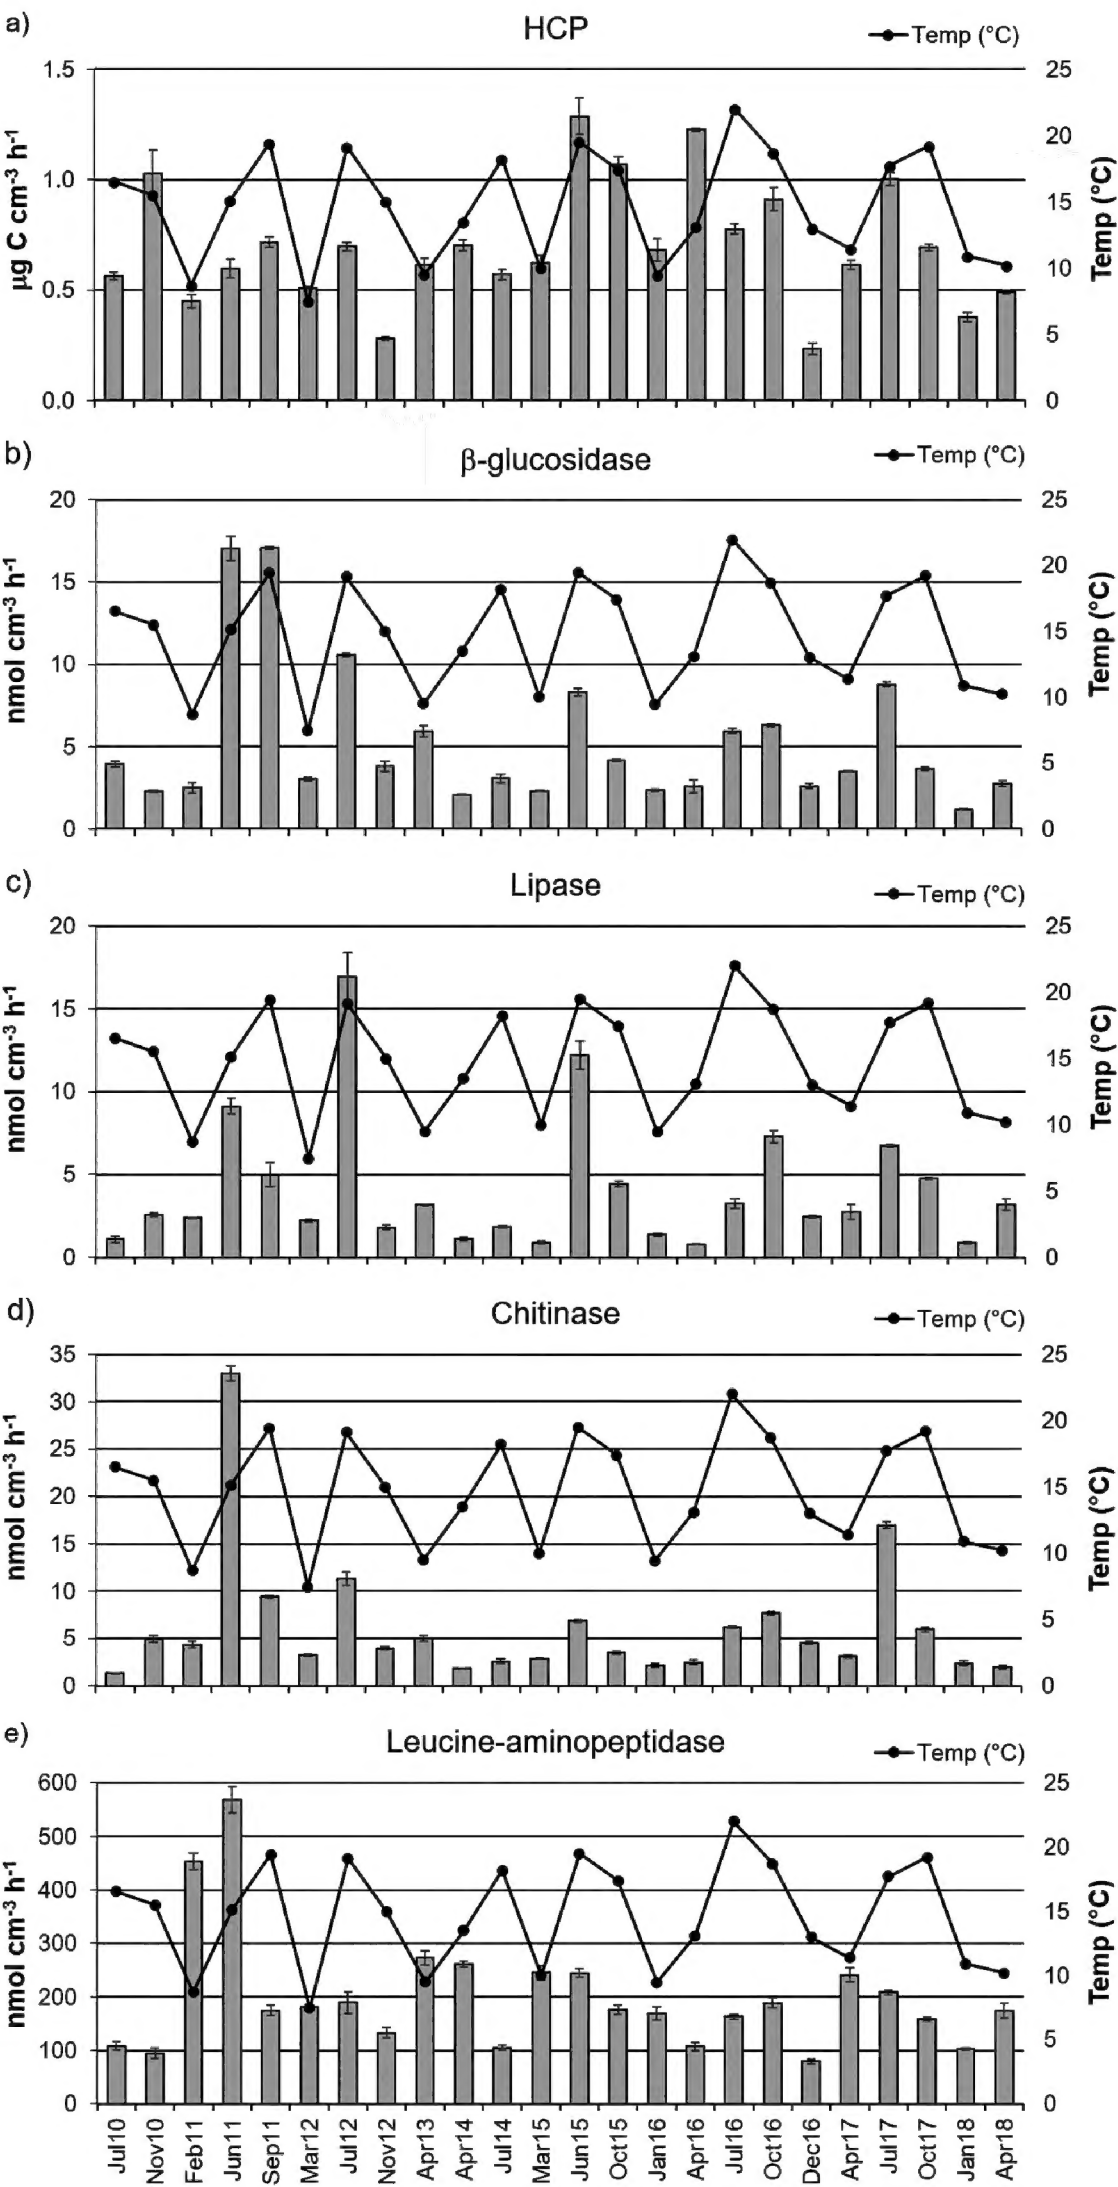 a) HCP Temp (°C)
1.5 25
20
1.0 15
10
0.5
5
0.0 0
µg C cm-3 h-1
Temp (°C)
b) β-glucosidase Temp (°C)
20 25
20
15
15
10
10
5 5
0 0
nmol cm-3 h-1
Temp (°C)
c) Lipase Temp (°C)
20 25
20
15
15
10
10
5 5
0 0
nmol cm-3 h-1
Temp (°C)
d) Chitinase Temp (°C)
35 25
30
20
25
20 15
15
10
10
5 5
0 0
nmol cm-3 h-1
Temp (°C)
e) Leucine-aminopeptidase Temp (°C)
600 25
500 20
400
15
300
10
200
100 5
0 0
nmol cm-3 h-1
Temp (°C)
Jul10 Nov10 Feb11 Jun11 Sep11 Mar12 Jul12 Nov12 Apr13 Apr14 Jul14 Mar15 Jun15 Oct15 Jan16 Apr16 Jul16 Oct16 Dec16 Apr17 Jul17 Oct17 Jan18 Apr18